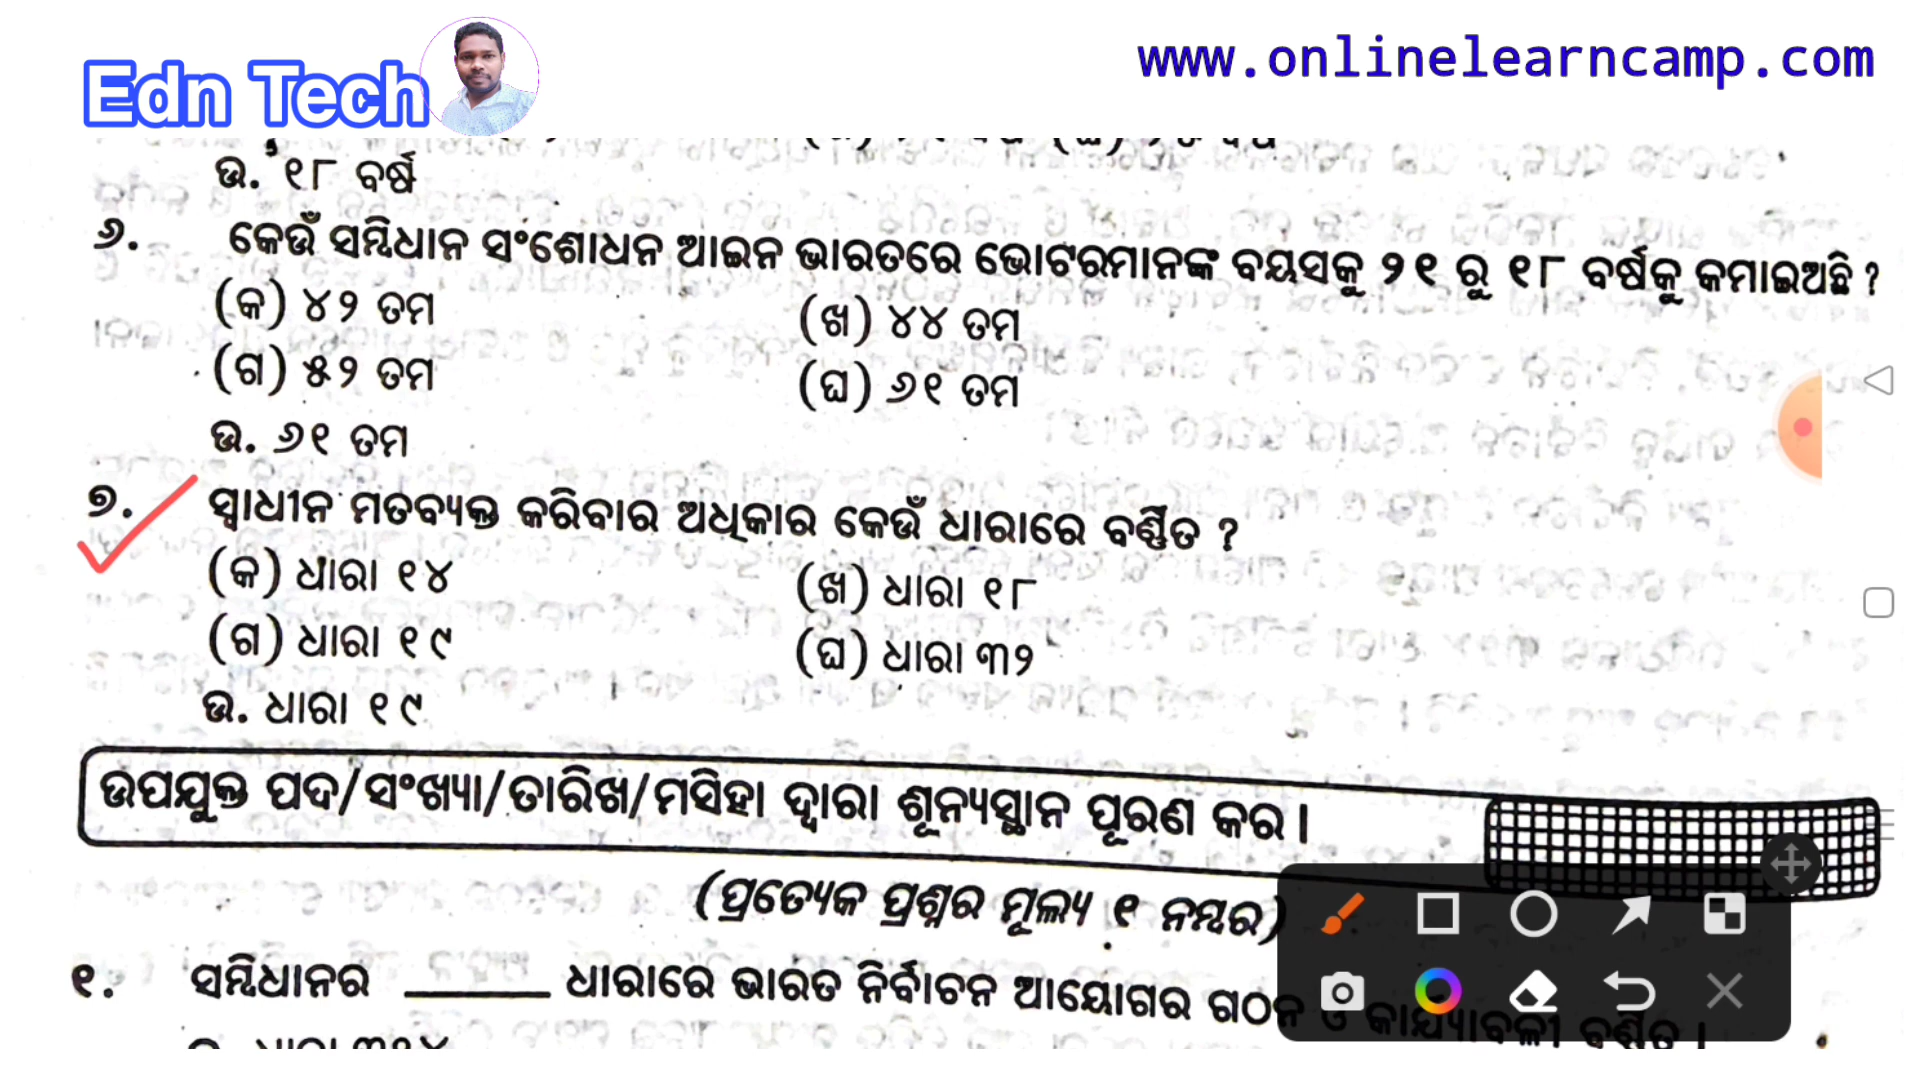 Edn Tech
www.onlinelearncamp.com
ଉ. ୧୮ ବର୍ଷ
୬. କେଉଁ ସମ୍ବିଧାନ ସଂଶୋଧନ ଆଇନ ଭାରତରେ ଭୋଟରମାନଙ୍କ ବୟସକୁ ୨୧ ରୁ ୧୮ ବର୍ଷକୁ କମାଇଅଛି ?
(କ) ୪୨ ତମ (ଖ) ୪୪ ତମ
(ଗ) ୫୨ ତମ (ଘ) ୬୧ ତମ
ଉ. ୬୧ ତମ
୭. ସ୍ୱାଧୀନ ମତବ୍ୟକ୍ତ କରିବାର ଅଧିକାର କେଉଁ ଧାରାରେ ବର୍ଣ୍ଣିତ ?
(କ) ଧାରା ୧୪ (ଖ) ଧାରା ୧୮
(ଗ) ଧାରା ୧୯ (ଘ) ଧାରା ୩୨
ଉ. ଧାରା ୧୯
ଉପଯୁକ୍ତ ପଦ/ସଂଖ୍ୟା/ତାରିଖ/ମସିହା ଦ୍ୱାରା ଶୂନ୍ୟସ୍ଥାନ ପୂରଣ କର ।
(ପ୍ରତ୍ୟେକ ପ୍ରଶ୍ନର ମୂଲ୍ୟ ୧ ନମ୍ବର)
୧. ସମ୍ବିଧାନର ______ ଧାରାରେ ଭାରତ ନିର୍ବାଚନ ଆୟୋଗର ଗଠନ ଓ କାର୍ଯ୍ୟାବଳୀ ବର୍ଣ୍ଣିତ ।